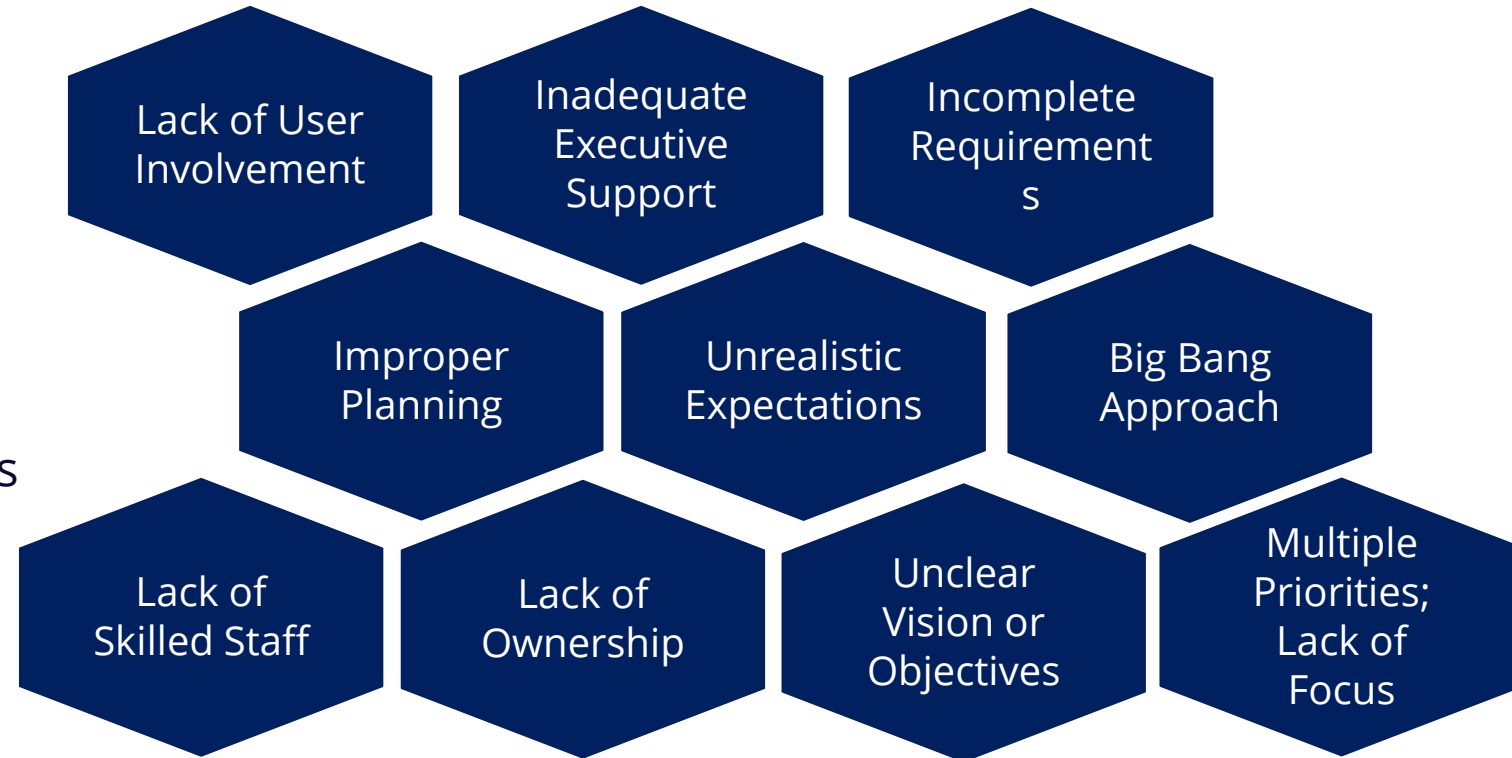 Lack of User
Involvement
Inadequate
Executive
Support
Incomplete
Requirement
s
Improper
Planning
Unrealistic
Expectations
Big Bang
Approach
s
Lack of
Skilled Staff
Lack of
Ownership
Unclear
Vision or
Objectives
Multiple
Priorities;
Lack of
Focus